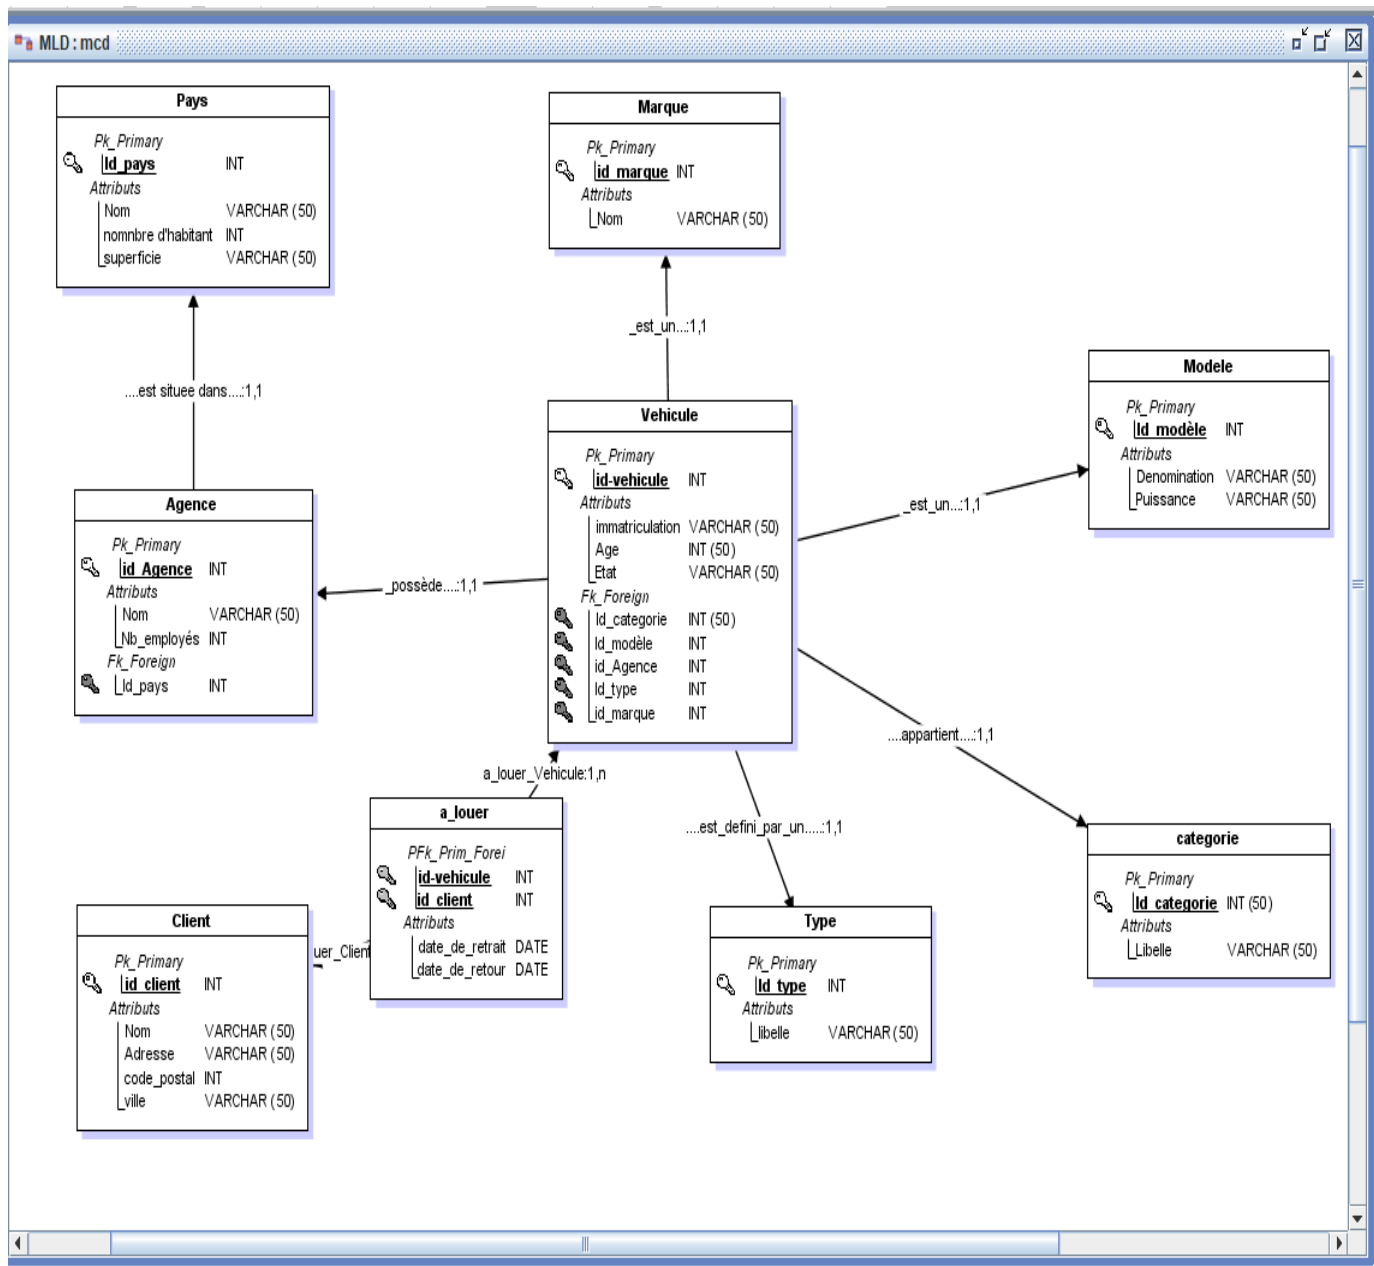 MLD : mcd
Pays
Pk_Primary
Id_pays INT
Attributs
Nom VARCHAR (50)
nomnbre d'habitant INT
superficie VARCHAR (50)
Marque
Pk_Primary
id_marque INT
Attributs
Nom VARCHAR (50)
_est_un...:1,1
....est situee dans....:1,1
Modele
Pk_Primary
Id_modèle INT
Attributs
Denomination VARCHAR (50)
Puissance VARCHAR (50)
Vehicule
Pk_Primary
id-vehicule INT
Attributs
immatriculation VARCHAR (50)
Age INT (50)
Etat VARCHAR (50)
Fk_Foreign
Id_categorie INT (50)
Id_modèle INT
id_Agence INT
Id_type INT
id_marque INT
_est_un...:1,1
Agence
Pk_Primary
id_Agence INT
Attributs
Nom VARCHAR (50)
Nb_employés INT
Fk_Foreign
Id_pays INT
_possède....:1,1
....appartient....:1,1
a_louer_Vehicule:1,n
....est_defini_par_un.....:1,1
a_louer
PFk_Prim_Forei
id-vehicule INT
id_client INT
Attributs
date_de_retrait DATE
date_de_retour DATE
categorie
Pk_Primary
Id_categorie INT (50)
Attributs
Libelle VARCHAR (50)
Client
Pk_Primary
id_client INT
Attributs
Nom VARCHAR (50)
Adresse VARCHAR (50)
code_postal INT
ville VARCHAR (50)
uer_Client
Type
Pk_Primary
Id_type INT
Attributs
libelle VARCHAR (50)